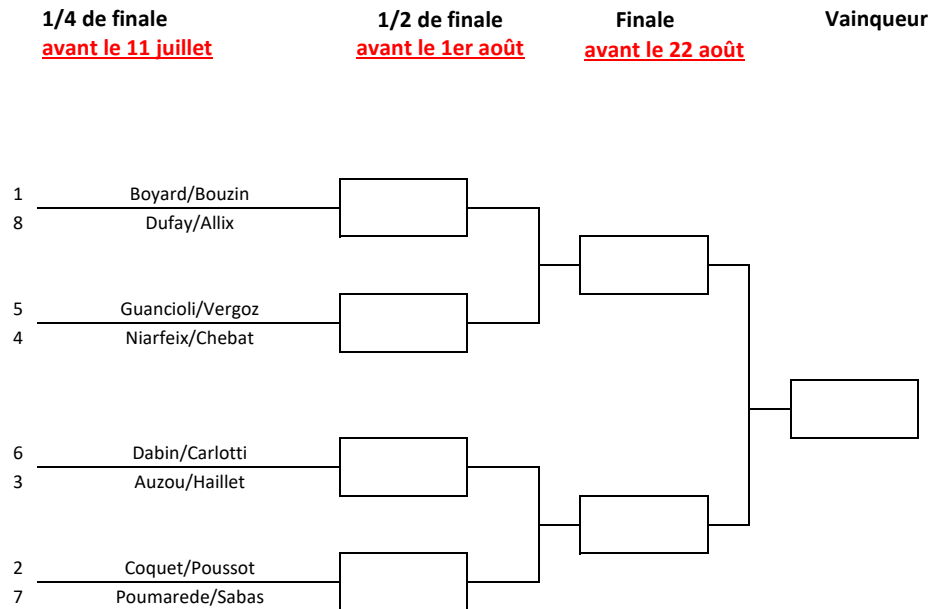 1/4 de finale 1/2 de finale Finale Vainqueur
avant le 11 juillet avant le 1er août avant le 22 août
1 Boyard/Bouzin
8 Dufay/Allix
5 Guancioli/Vergoz
4 Niarfeix/Chebat
6 Dabin/Carlotti
3 Auzou/Haillet
2 Coquet/Poussot
7 Poumarede/Sabas